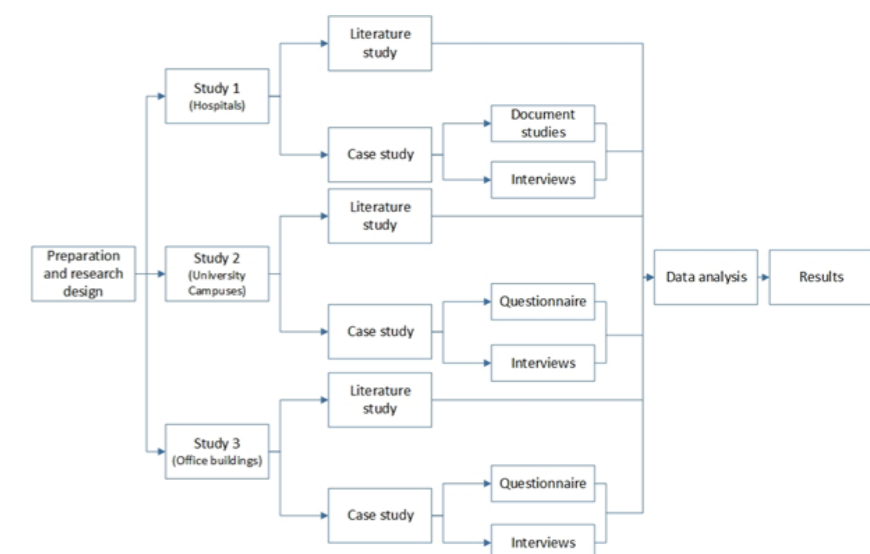 Literature
study
Study 1
(Hospitals)
Document
studies
Case study
Interviews
Literature
study
Preparation
and research
design
Study 2
(University
Campuses)
Data analysis
Results
Questionnaire
Case study
Interviews
Literature
study
Study 3
(Office buildings)
Questionnaire
Case study
Interviews